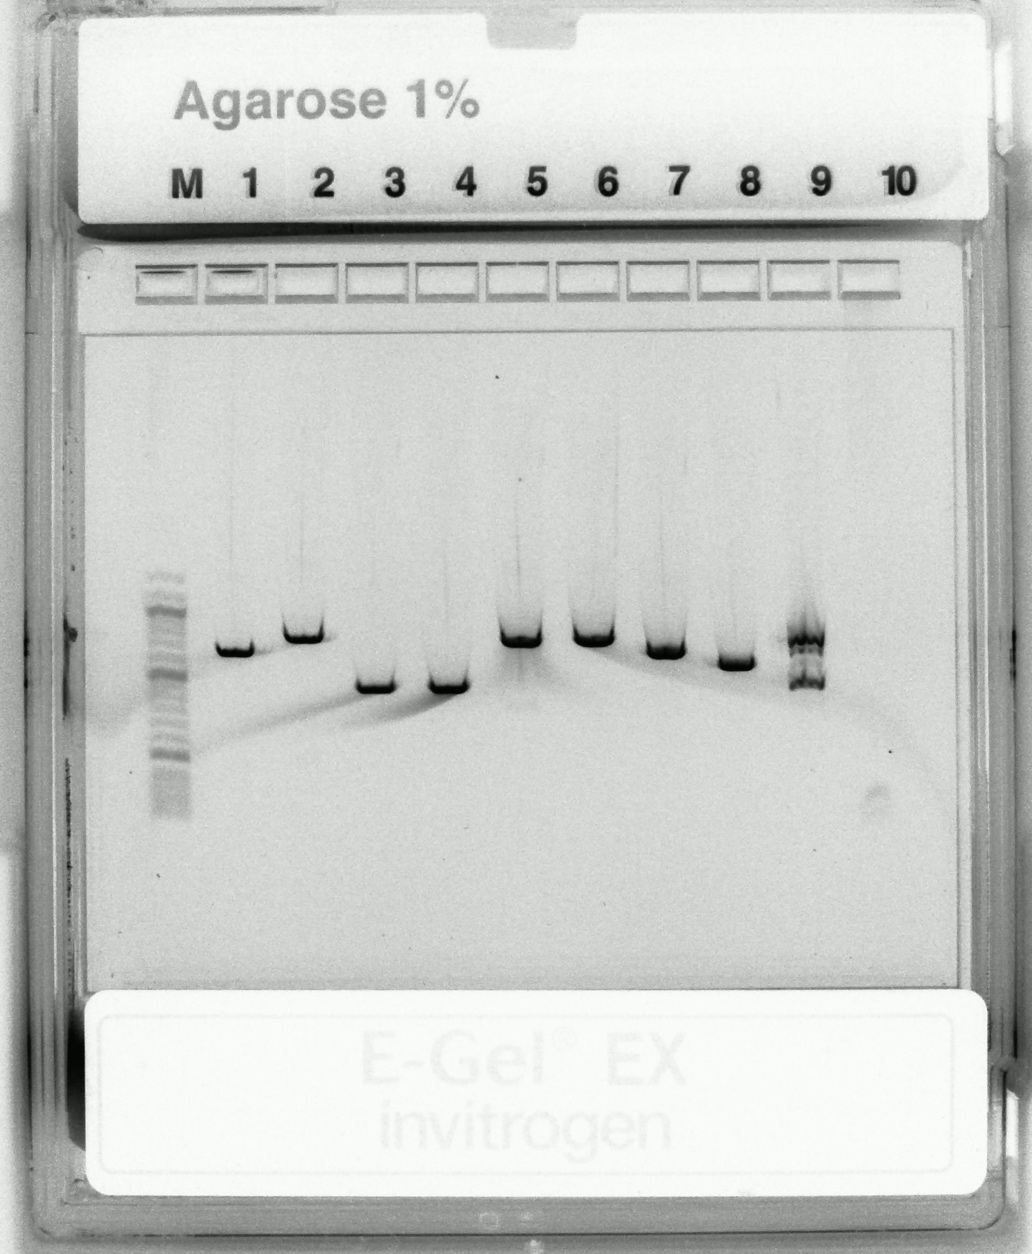 Agarose 1%
M 1 2 3 4 5 6 7 8 9 10
E-Gel® EX
invitrogen